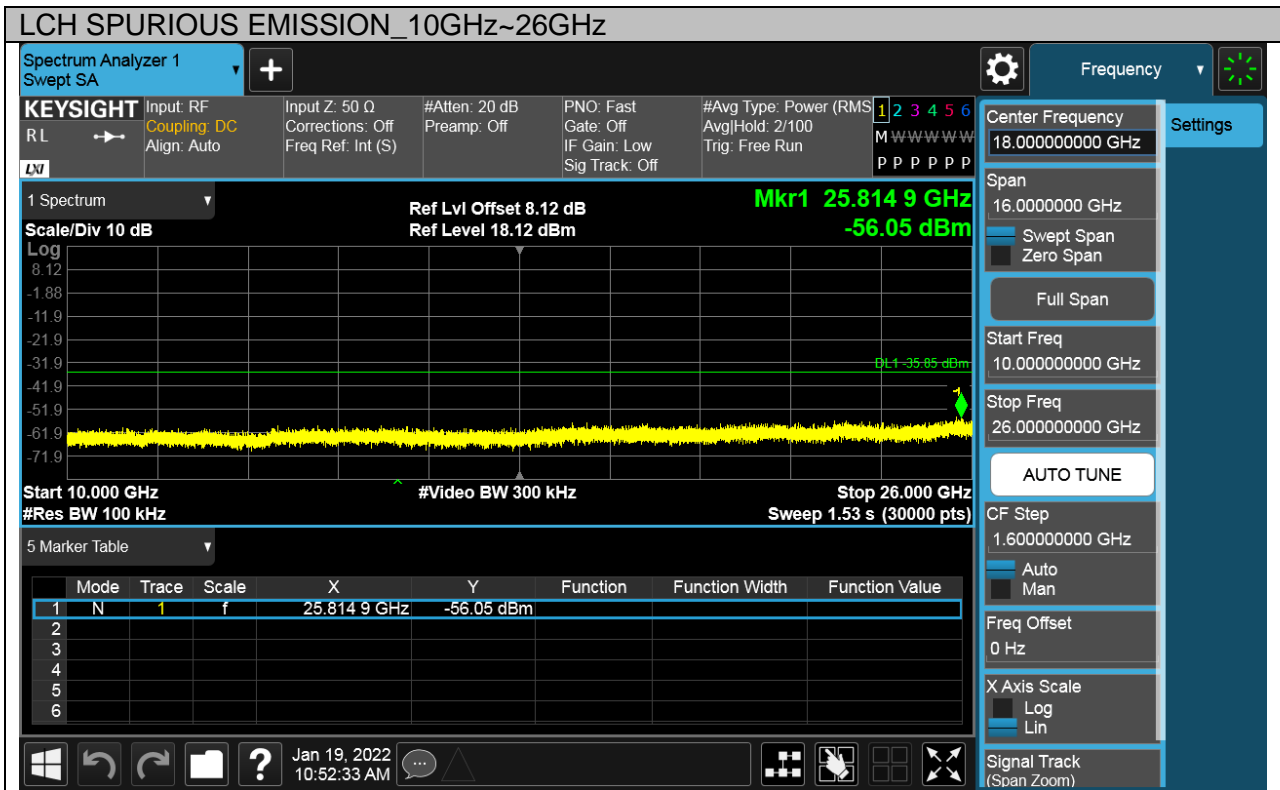 LCH SPURIOUS EMISSION_10GHz~26GHz
Spectrum Analyzer 1
Swept SA
+
Frequency
KEYSIGHT
RL
LXI
Input: RF
Coupling: DC
Align: Auto
Input Z: 50 Ω
Corrections: Off
Freq Ref: Int (S)
#Atten: 20 dB
Preamp: Off
PNO: Fast
Gate: Off
IF Gain: Low
Sig Track: Off
#Avg Type: Power (RMS
Avg|Hold: 2/100
Trig: Free Run
1 2 3 4 5 6
M W W W W W
P P P P P P
1 Spectrum
Scale/Div 10 dB
Ref Lvl Offset 8.12 dB
Ref Level 18.12 dBm
Mkr1 25.814 9 GHz
-56.05 dBm
Log
8.12
-1.88
-11.9
-21.9
-31.9
-41.9
-51.9
-61.9
-71.9
DL1 -35.85 dBm
1
Start 10.000 GHz
#Video BW 300 kHz
Stop 26.000 GHz
#Res BW 100 kHz
Sweep 1.53 s (30000 pts)
5 Marker Table
Mode Trace Scale X Y Function Function Width Function Value
1 N 1 f 25.814 9 GHz -56.05 dBm
2
3
4
5
6
Jan 19, 2022
10:52:33 AM
?
Center Frequency
18.000000000 GHz
Settings
Span
16.0000000 GHz
Swept Span
Zero Span
Full Span
Start Freq
10.000000000 GHz
Stop Freq
26.000000000 GHz
AUTO TUNE
CF Step
1.600000000 GHz
Auto
Man
Freq Offset
0 Hz
X Axis Scale
Log
Lin
Signal Track
(Span Zoom)